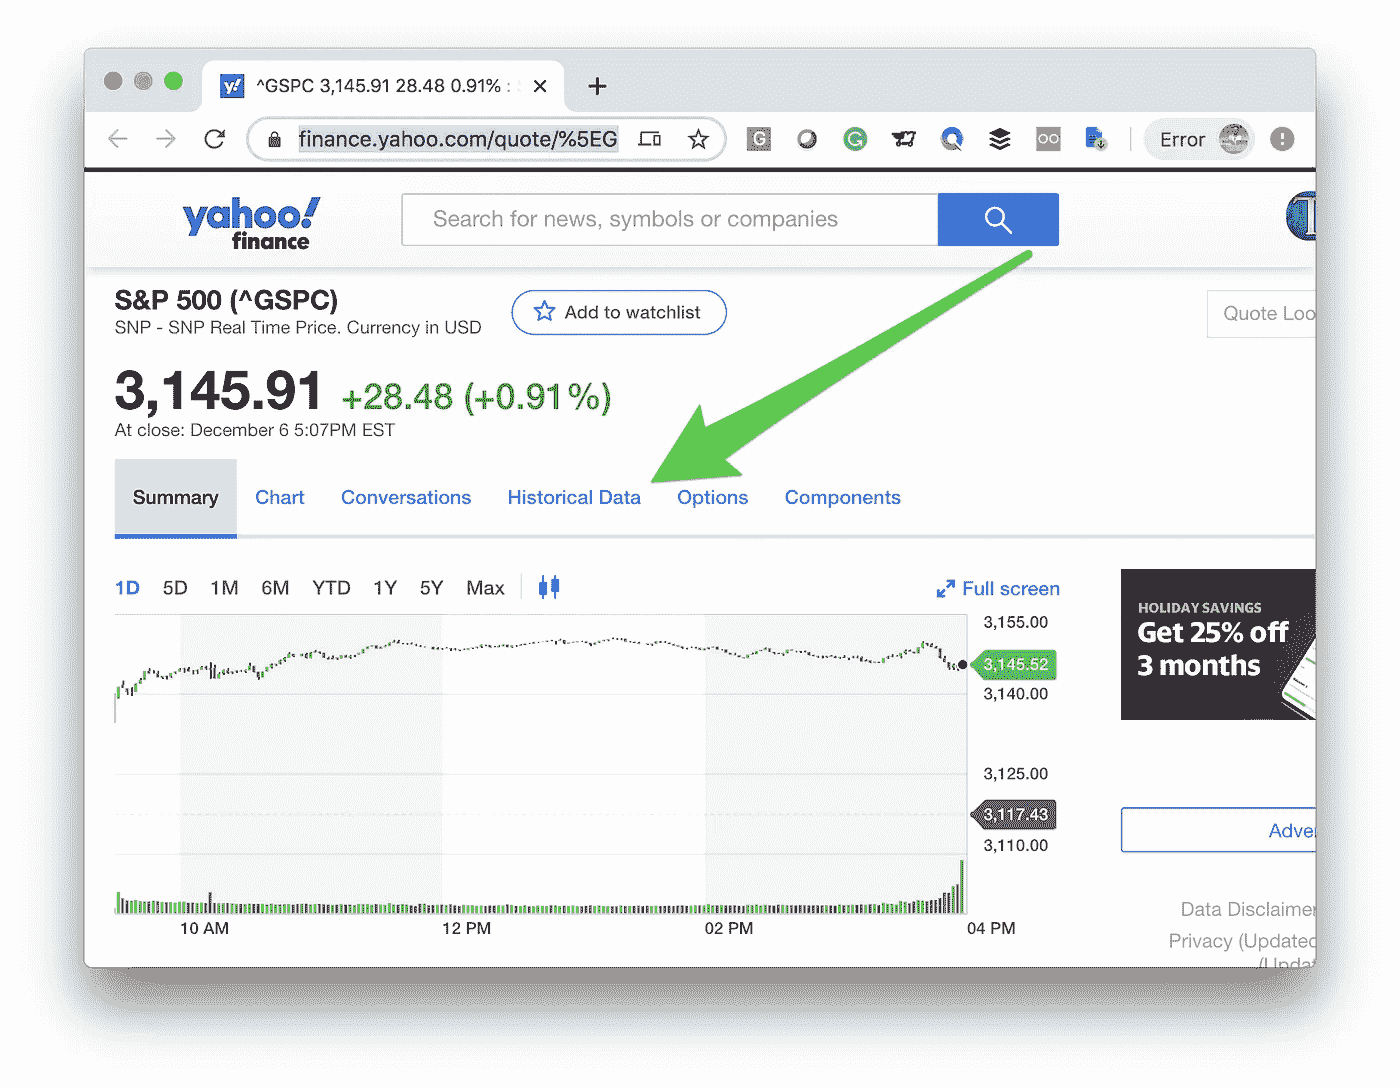 ^GSPC 3,145.91 28.48 0.91% :
finance.yahoo.com/quote/%5EG
Error
yahoo!
finance
Search for news, symbols or companies
S&P 500 (^GSPC)
SNP - SNP Real Time Price. Currency in USD
Add to watchlist
Quote Loo
3,145.91 +28.48 (+0.91%)
At close: December 6 5:07PM EST
Summary Chart Conversations Historical Data Options Components
1D 5D 1M 6M YTD 1Y 5Y Max
Full screen
3,155.00
3,145.52
3,140.00
3,125.00
3,117.43
3,110.00
10 AM 12 PM 02 PM 04 PM
HOLIDAY SAVINGS
Get 25% off
3 months
Adve
Data Disclaimer
Privacy (Updated
(Updat